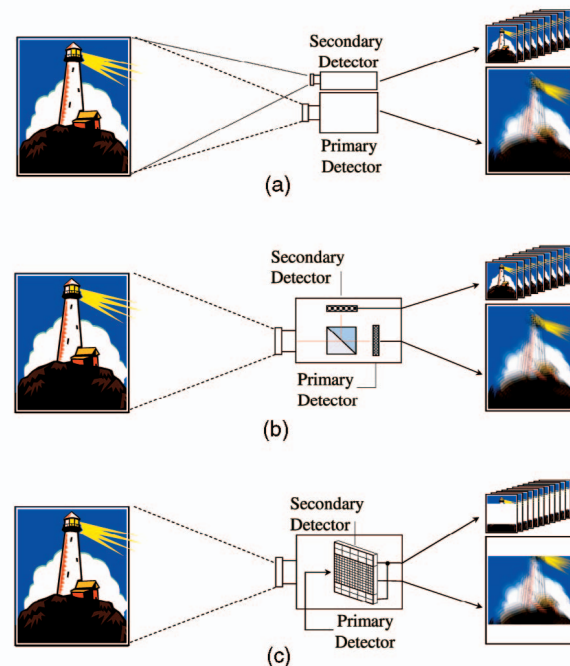 Secondary
Detector
Primary
Detector
(a)
Secondary
Detector
Primary
Detector
(b)
Secondary
Detector
Primary
Detector
(c)